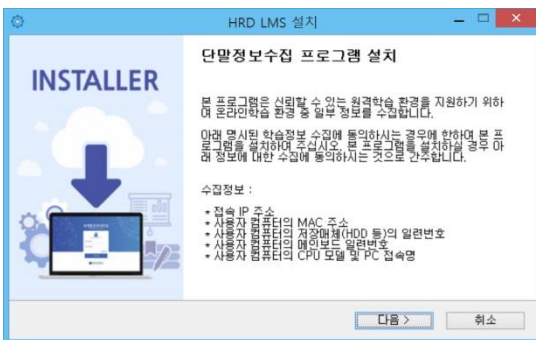 HRD LMS 설치
INSTALLER
단말정보수집 프로그램 설치
본 프로그램은 신뢰할 수 있는 원격학습 환경을 지원하기 위하
여 온라인학습 환경 중 일부 정보를 수집합니다.
아래 명시된 학습정보 수집에 동의하시는 경우에 한하여 본 프
로그램을 설치하여 주십시오. 본 프로그램을 설치하실 경우 아
래 정보에 대한 수집에 동의하시는 것으로 간주합니다.
수집정보 :
* 접속 IP 주소
* 사용자 컴퓨터의 MAC 주소
* 사용자 컴퓨터의 저장매체(HDD 등)의 일련번호
* 사용자 컴퓨터의 메인보드 일련번호
* 사용자 컴퓨터의 CPU 모델 및 PC 접속명
다음 >
취소